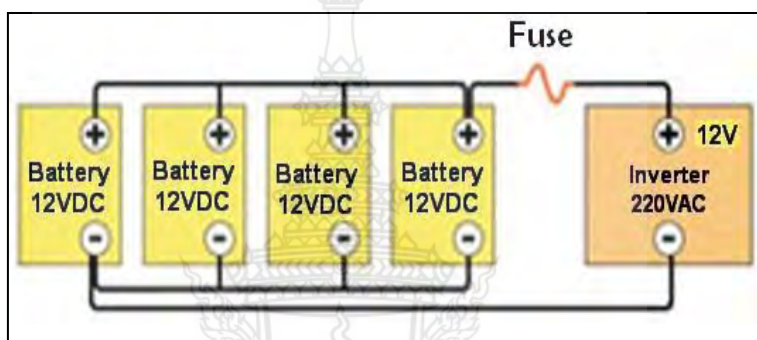 Fuse
+ + + + + 12V
Battery
12VDC
Battery
12VDC
Battery
12VDC
Battery
12VDC
Inverter
220VAC
- - - - -